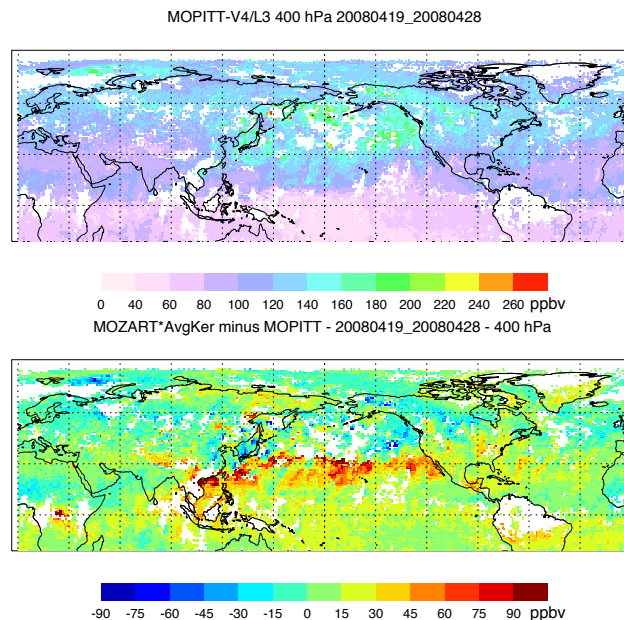 MOPITT-V4/L3 400 hPa 20080419_20080428
0 40 60 80 100 120 140 160 180 200 220 240 260 ppbv
MOZART*AvgKer minus MOPITT - 20080419_20080428 - 400 hPa
-90 -75 -60 -45 -30 -15 0 15 30 45 60 75 90 ppbv